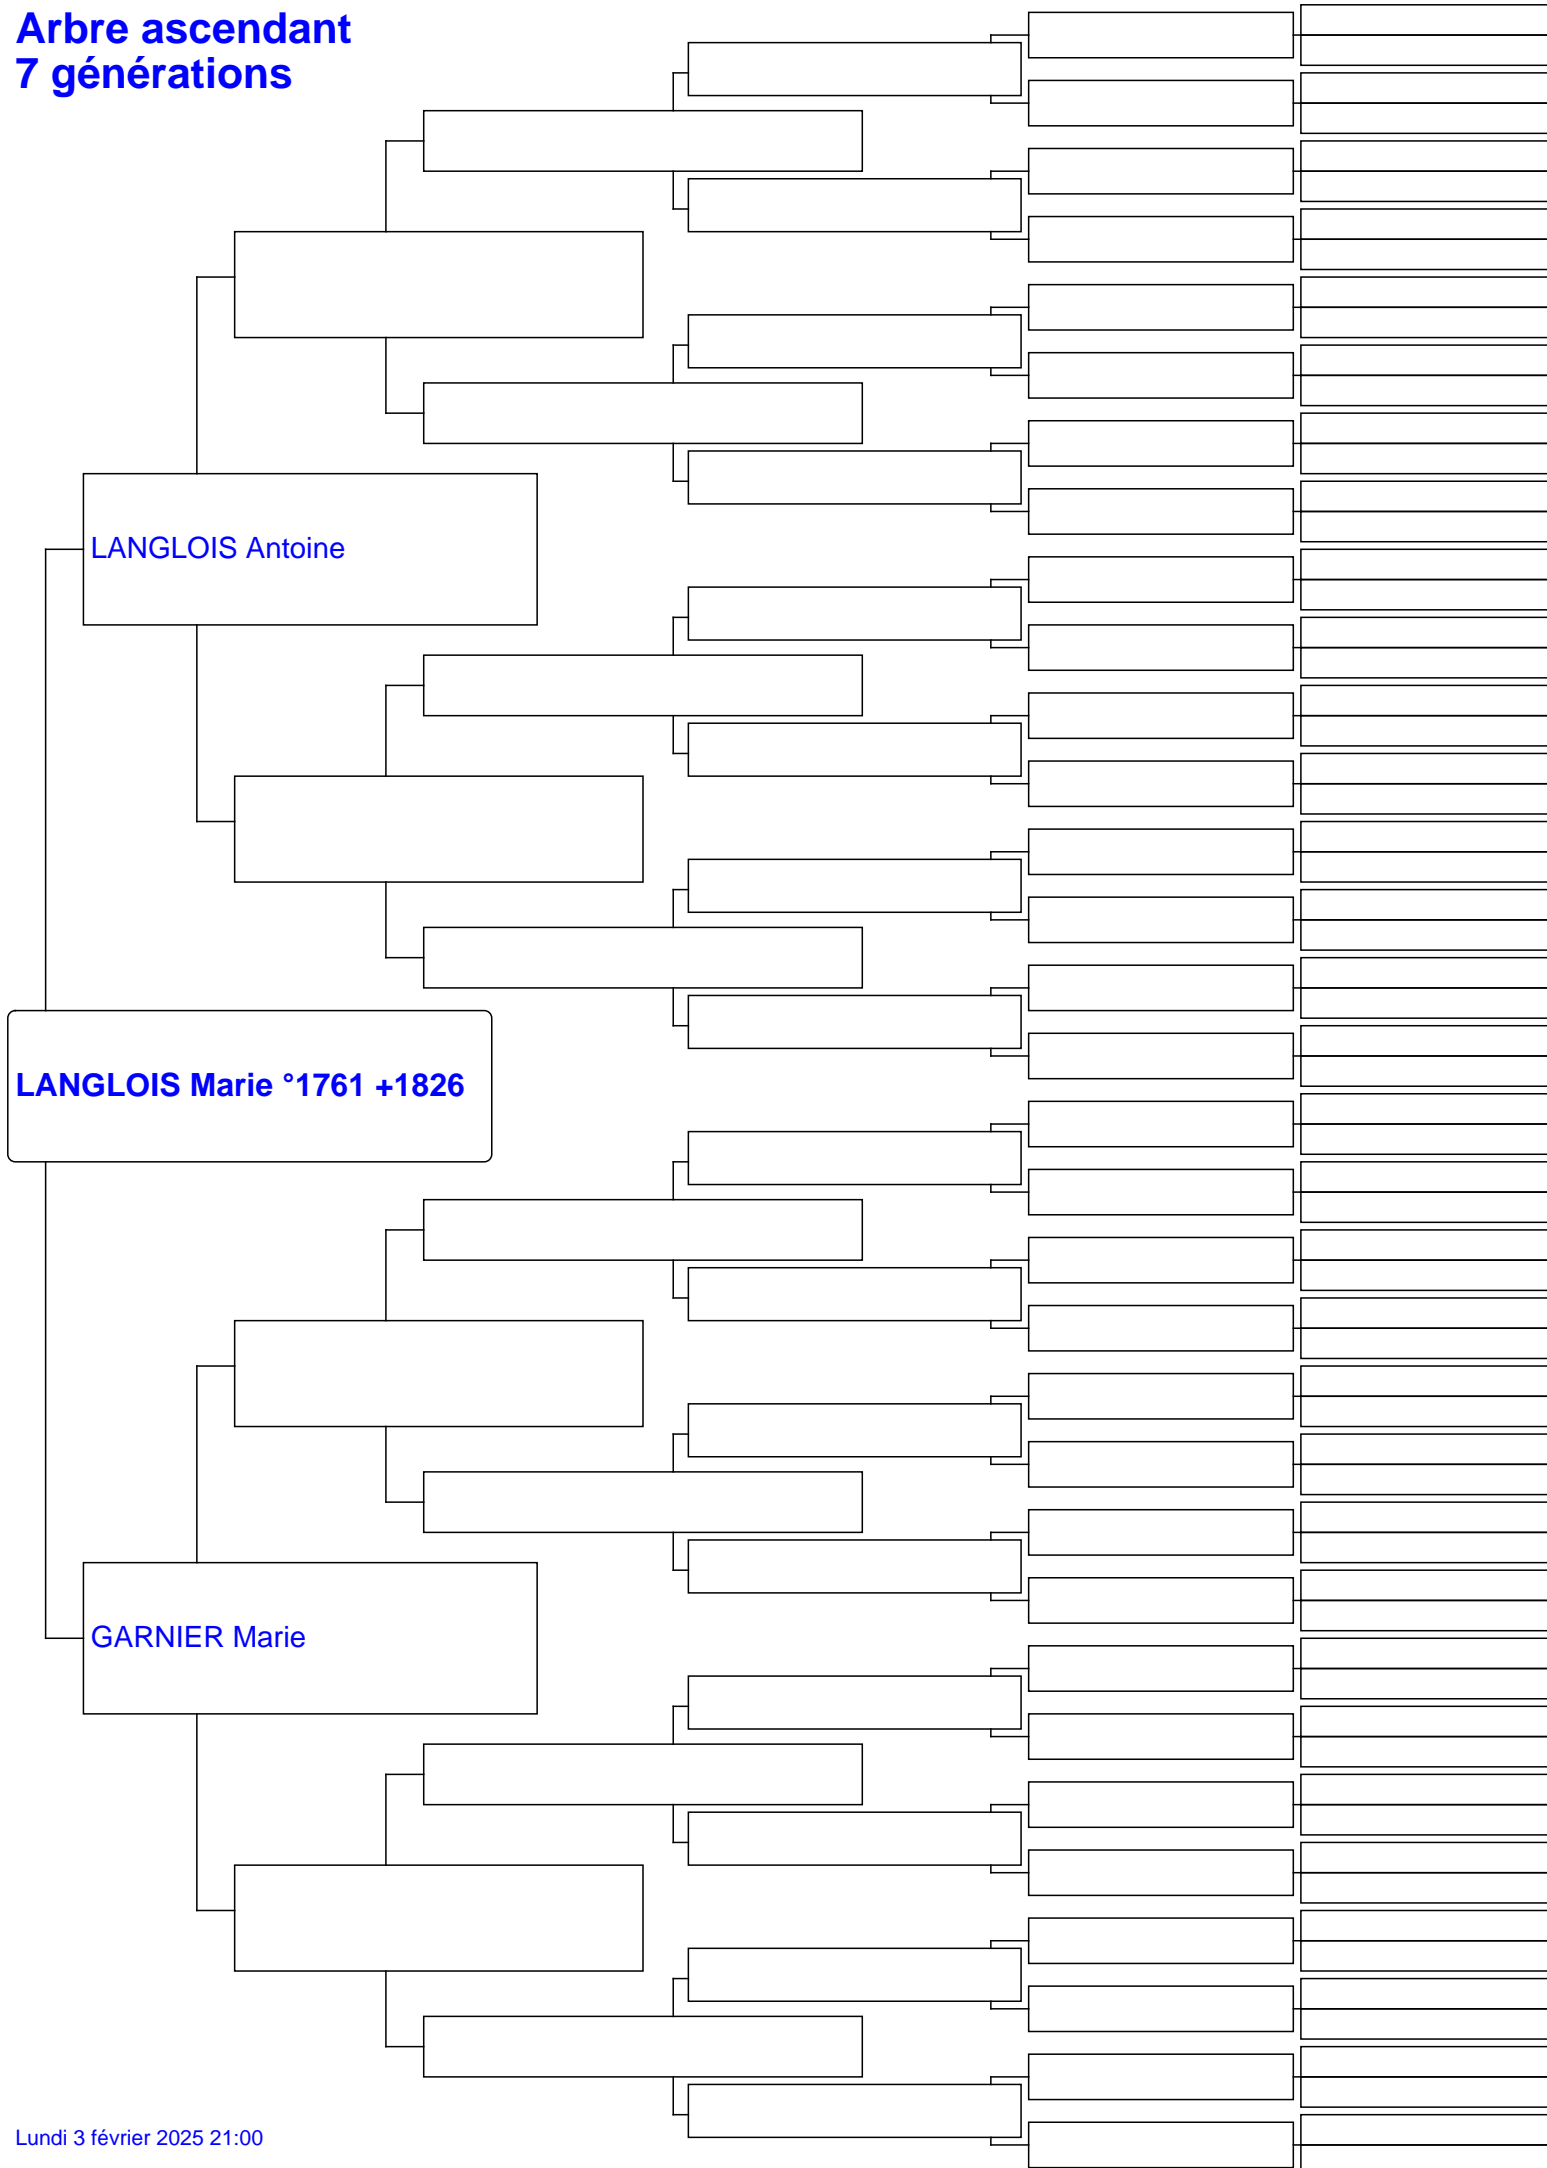 Arbre ascendant
7 générations
LANGLOIS Antoine
LANGLOIS Marie °1761 +1826
GARNIER Marie
Lundi 3 février 2025 21:00